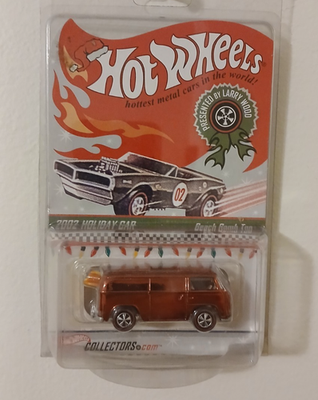 HOT WHEELS
hottest metal cars in the world!
PRESENTED BY LARRY WOOD
02
2002 HOLIDAY CAR
Beach Bomb Too
COLLECTORS.COM